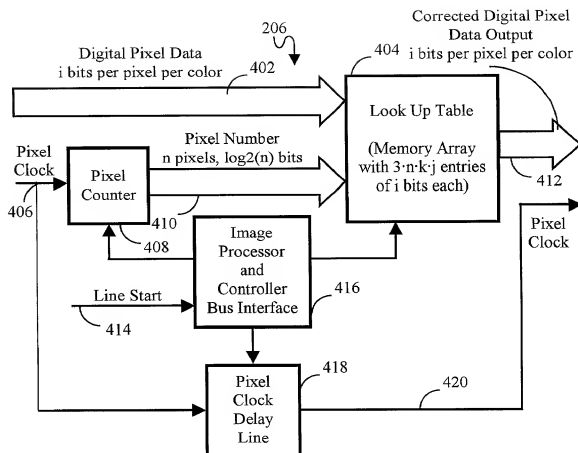 206
Digital Pixel Data
i bits per pixel per color
402
404
Corrected Digital Pixel
Data Output
i bits per pixel per color
Look Up Table
(Memory Array
with 3·n·k·j entries
of i bits each)
412
Pixel
Clock
406
Pixel
Counter
408
Pixel Number
n pixels, log2(n) bits
410
Pixel
Clock
Image
Processor
and
Controller
Bus Interface
416
Line Start
414
418
Pixel
Clock
Delay
Line
420